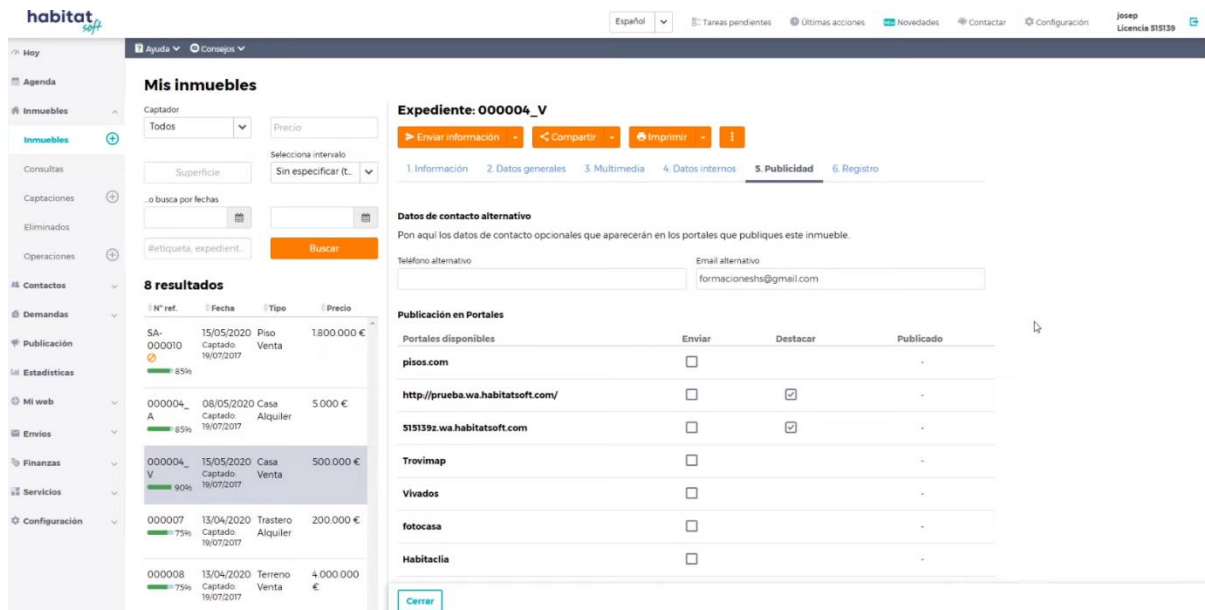 habitat
soft
Español
Tareas pendientes
Últimas acciones
Novedades
Contactar
Configuración
josep
Licencia 515139
Hoy
Agenda
Inmuebles
Inmuebles
Consultas
Captaciones
Eliminados
Operaciones
Contactos
Demandas
Publicación
Estadísticas
Mi web
Envíos
Finanzas
Servicios
Configuración
Ayuda
Consejos
Mis inmuebles
Captador
Todos
Precio
Selecciona intervalo
Superficie
Sin especificar (t...
...o busca por fechas
#etiqueta, expedient...
Buscar
8 resultados
Nº ref. Fecha Tipo Precio
SA-000010 15/05/2020 Piso 1.800.000 €
Captado: Venta
19/07/2017
85%
000004_ 08/05/2020 Casa 5.000 €
A Captado: Alquiler
85% 19/07/2017
000004_ 15/05/2020 Casa 500.000 €
V Captado: Venta
90% 19/07/2017
000007 13/04/2020 Trastero 200.000 €
75% Captado: Alquiler
19/07/2017
000008 13/04/2020 Terreno 4.000.000
75% Captado: Venta €
19/07/2017
Expediente: 000004_V
Enviar información
Compartir
Imprimir
1. Información
2. Datos generales
3. Multimedia
4. Datos internos
5. Publicidad
6. Registro
Datos de contacto alternativo
Pon aquí los datos de contacto opcionales que aparecerán en los portales que publiques este inmueble.
Teléfono alternativo
Email alternativo
formacioneshs@gmail.com
Publicación en Portales
Portales disponibles Enviar Destacar Publicado
pisos.com -
http://prueba.wa.habitatsoft.com/ -
515139z.wa.habitatsoft.com -
Trovimap -
Vivados -
fotocasa -
Habitaclia -
Cerrar